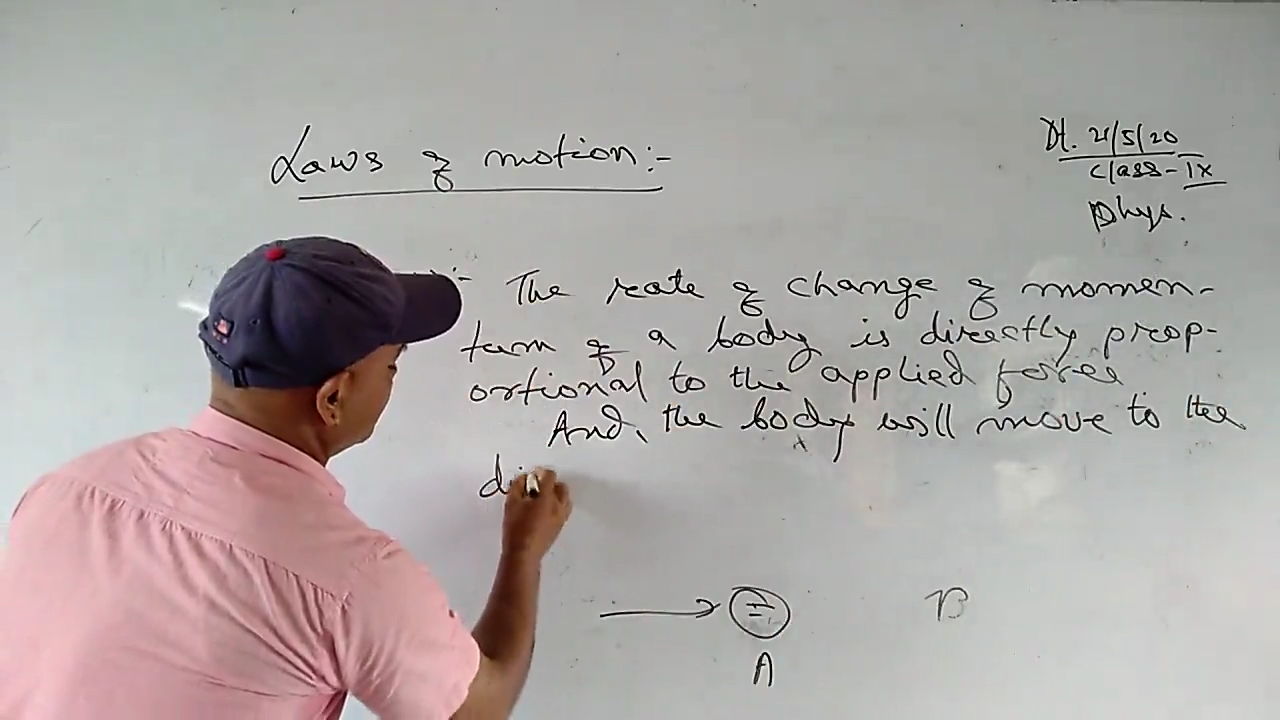 Laws of motion:-
Dt. 21/5/20
Class-IX
Phys.
:- The rate of change of momen-
tum of a body is directly prop-
ortional to the applied force
And, the body will move to the
di
A
B